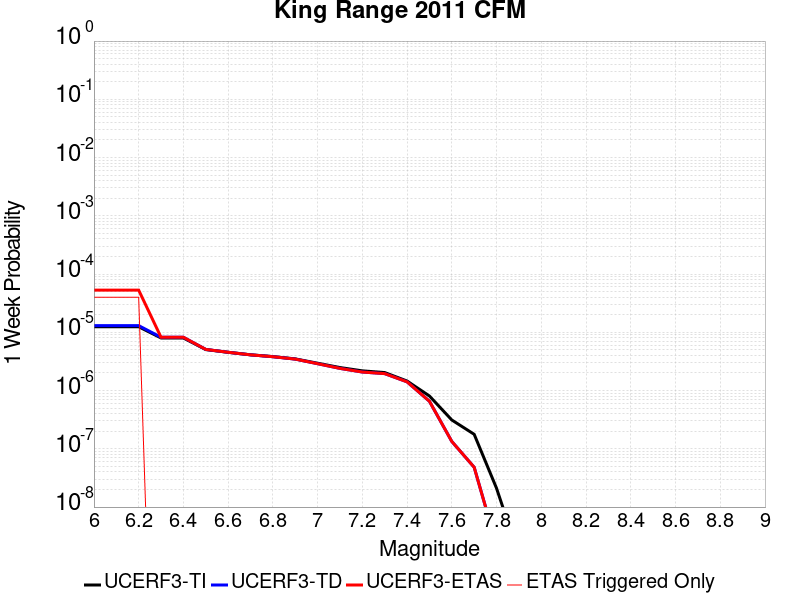 King Range 2011 CFM
10^0
10^-1
10^-2
10^-3
10^-4
10^-5
10^-6
10^-7
10^-8
1 Week Probability
6 6.2 6.4 6.6 6.8 7 7.2 7.4 7.6 7.8 8 8.2 8.4 8.6 8.8 9
Magnitude
UCERF3-TI UCERF3-TD UCERF3-ETAS ETAS Triggered Only